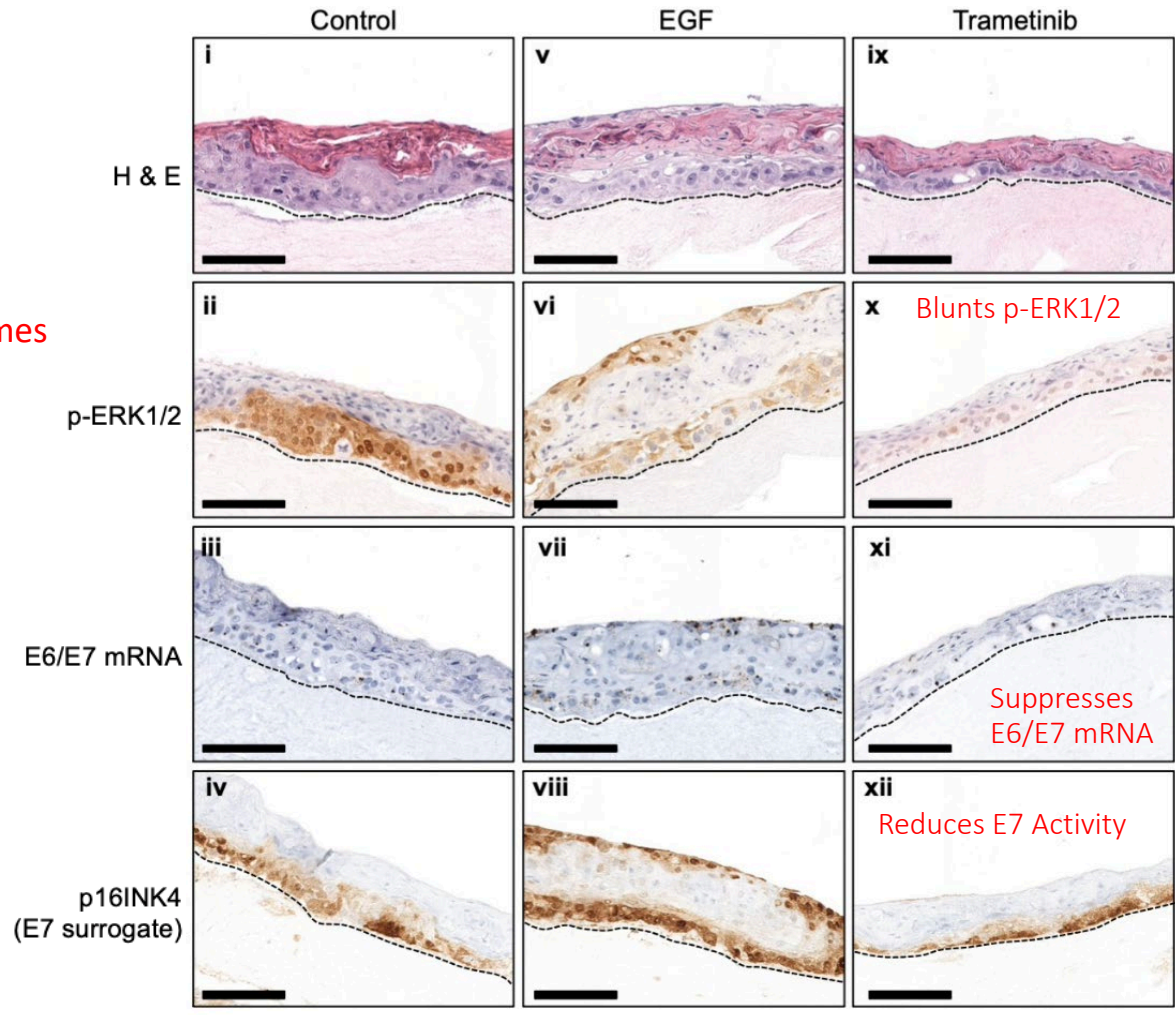 Control EGF Trametinib
i v ix
H & E
ii vi x Blunts p-ERK1/2
mes
p-ERK1/2
iii vii xi
E6/E7 mRNA
Suppresses
E6/E7 mRNA
iv viii xii
Reduces E7 Activity
p16INK4
(E7 surrogate)